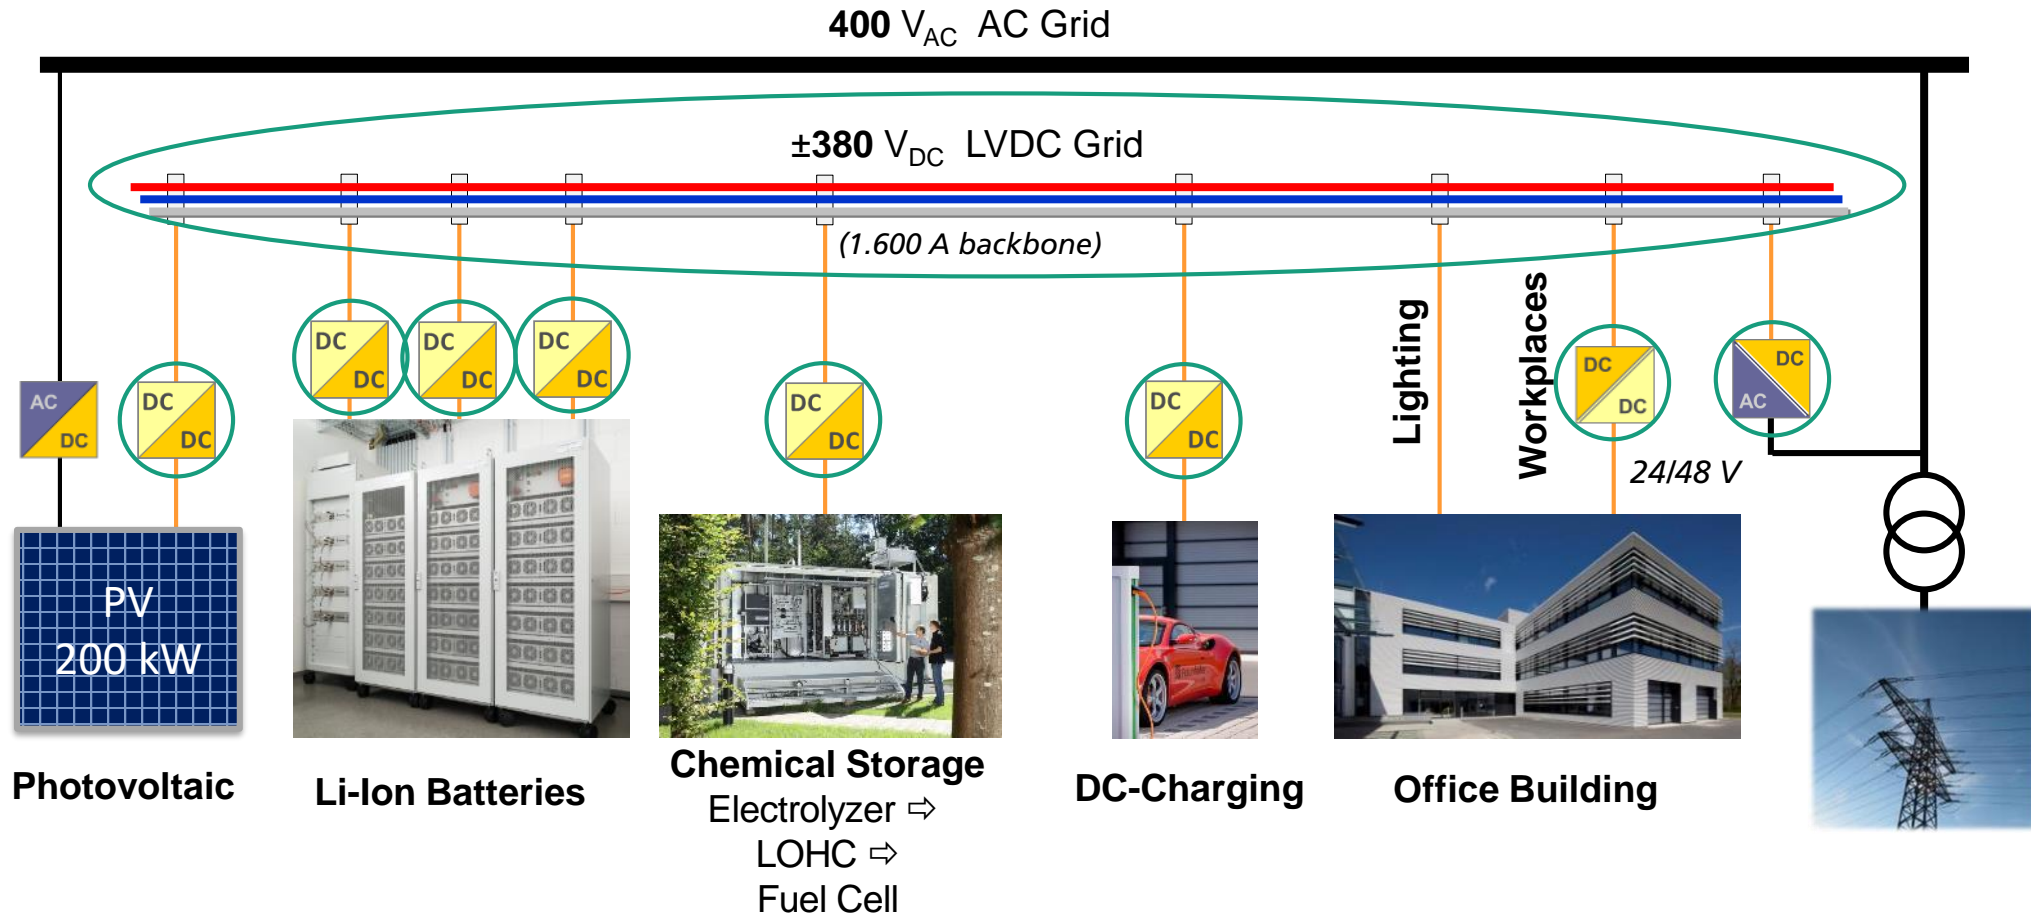 400 VAC AC Grid
±380 VDC LVDC Grid
(1.600 A backbone)
Lighting
Workplaces
DC
DC
DC
DC
DC
DC
DC
DC
AC
DC
DC
DC
DC
DC
DC
DC
DC
DC
DC
AC
24/48 V
PV
200 kW
Photovoltaic
Li-Ion Batteries
Chemical Storage
Electrolyzer ⇨
LOHC ⇨
Fuel Cell
DC-Charging
Office Building